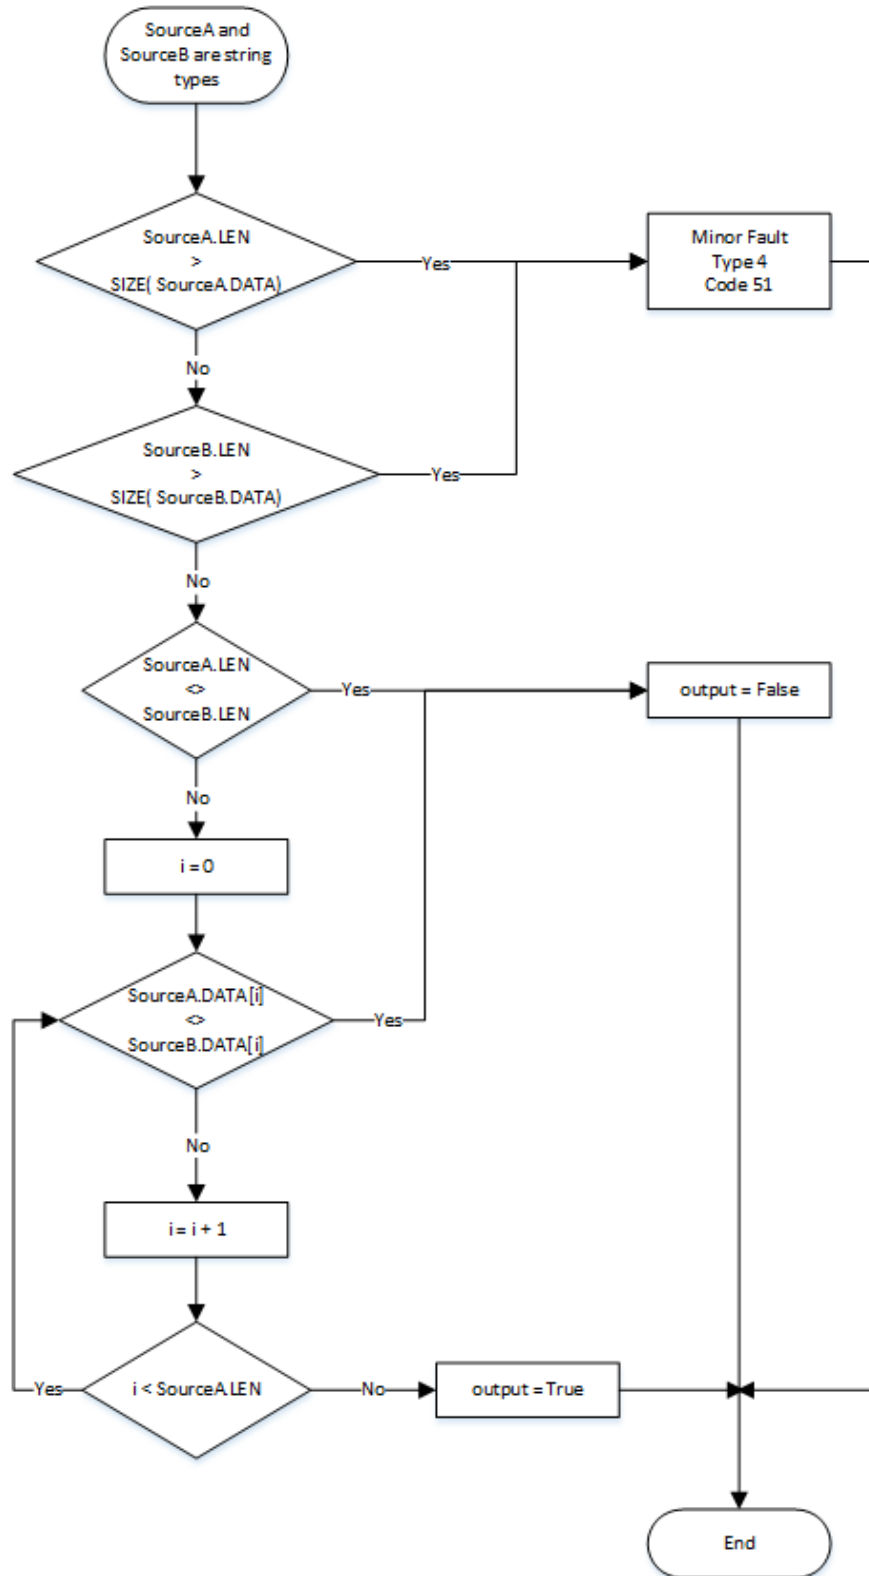 SourceA and
SourceB are string
types
SourceA.LEN
>
SIZE( SourceA.DATA)
Yes
Minor Fault
Type 4
Code 51
No
SourceB.LEN
>
SIZE( SourceB.DATA)
Yes
No
SourceA.LEN
<>
SourceB.LEN
Yes
output = False
No
i = 0
SourceA.DATA[i]
<>
SourceB.DATA[i]
Yes
No
i = i + 1
Yes
i < SourceA.LEN
No
output = True
End